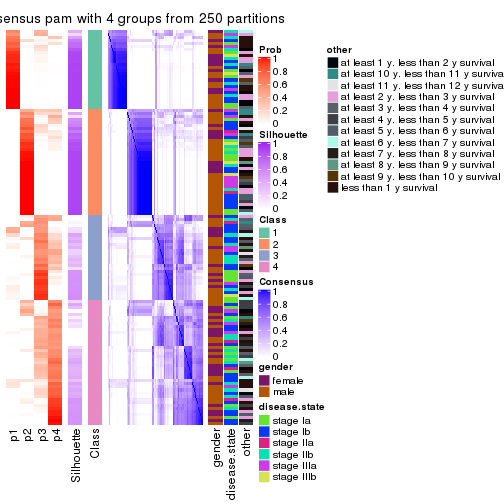 sensus pam with 4 groups from 250 partitions
Prob
1
0.8
0.6
0.4
0.2
0
Silhouette
1
0.8
0.6
0.4
0.2
0
Class
1
2
3
4
Consensus
1
0.8
0.6
0.4
0.2
0
gender
female
male
disease.state
stage Ia
stage Ib
stage IIa
stage IIb
stage IIIa
stage IIIb
other
at least 1 y. less than 2 y survival
at least 10 y. less than 11 y survival
at least 11 y. less than 12 y survival
at least 2 y. less than 3 y survival
at least 3 y. less than 4 y survival
at least 4 y. less than 5 y survival
at least 5 y. less than 6 y survival
at least 6 y. less than 7 y survival
at least 7 y. less than 8 y survival
at least 8 y. less than 9 y survival
at least 9 y. less than 10 y survival
less than 1 y survival
p1
p2
p3
p4
Silhouette
Class
gender
disease.state
other